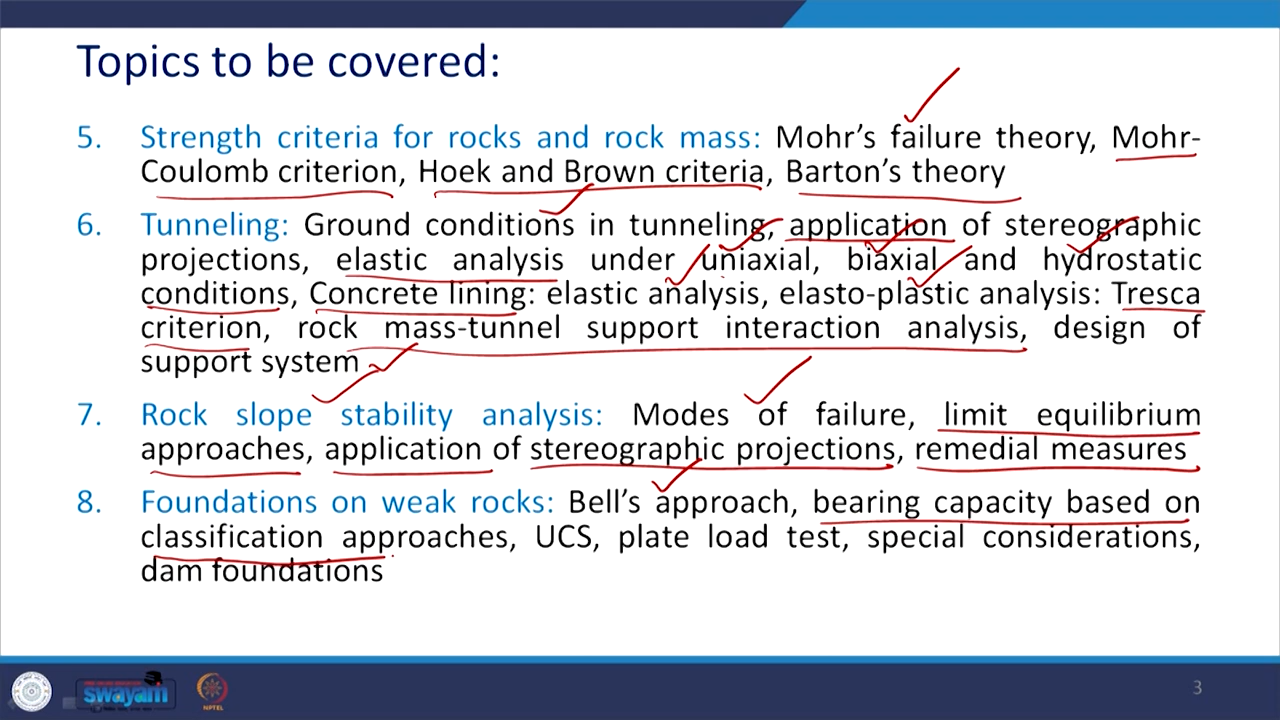 Topics to be covered:
5. Strength criteria for rocks and rock mass: Mohr's failure theory, Mohr-
Coulomb criterion, Hoek and Brown criteria, Barton's theory
6. Tunneling: Ground conditions in tunneling, application of stereographic
projections, elastic analysis under uniaxial, biaxial and hydrostatic
conditions, Concrete lining: elastic analysis, elasto-plastic analysis: Tresca
criterion, rock mass-tunnel support interaction analysis, design of
support system
7. Rock slope stability analysis: Modes of failure, limit equilibrium
approaches, application of stereographic projections, remedial measures
8. Foundations on weak rocks: Bell's approach, bearing capacity based on
classification approaches, UCS, plate load test, special considerations,
dam foundations
swayam
NPTEL
3